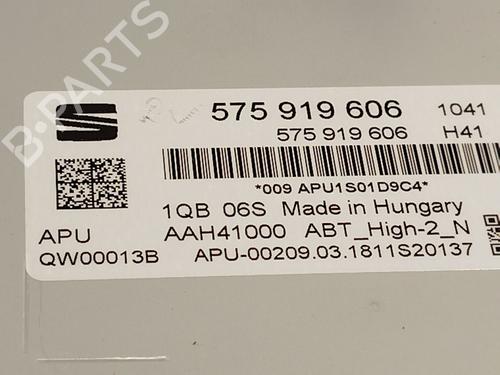 B-PARTS
575 919 606 1041
575 919 606 H41
*009 APU1S01D9C4*
1QB 06S Made in Hungary
APU AAH41000 ABT_High-2_N
QW00013B APU-00209.03.1811S20137